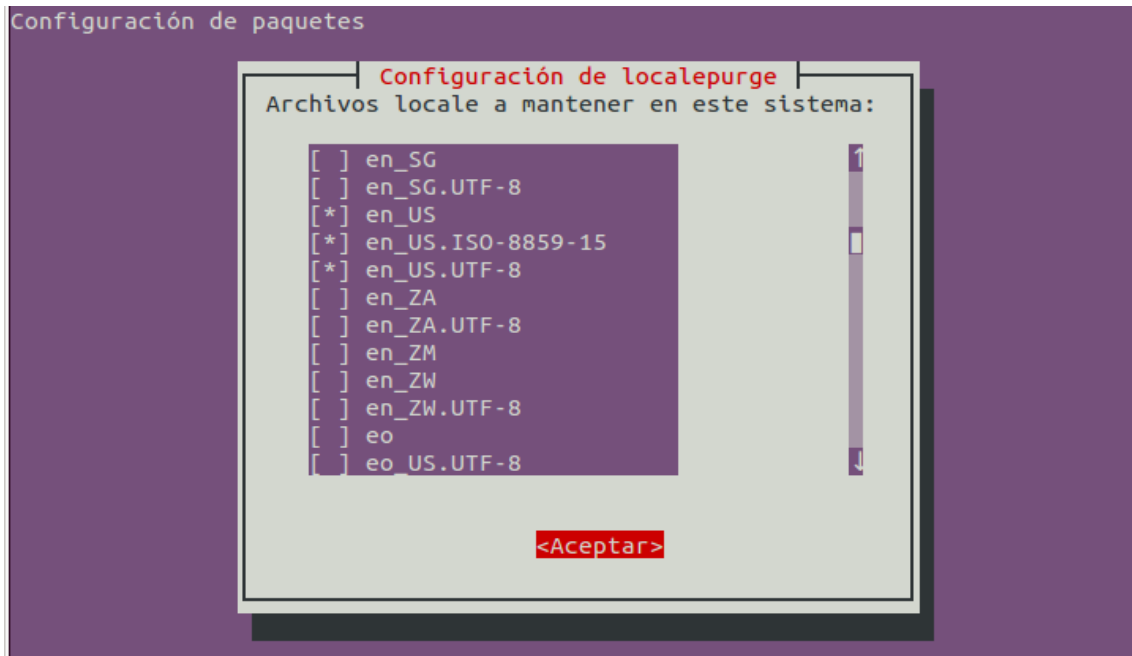 Configuración de paquetes
Configuración de localepurge
Archivos locale a mantener en este sistema:
[ ] en_SG
[ ] en_SG.UTF-8
[*] en_US
[*] en_US.ISO-8859-15
[*] en_US.UTF-8
[ ] en_ZA
[ ] en_ZA.UTF-8
[ ] en_ZM
[ ] en_ZW
[ ] en_ZW.UTF-8
[ ] eo
[ ] eo_US.UTF-8
<Aceptar>